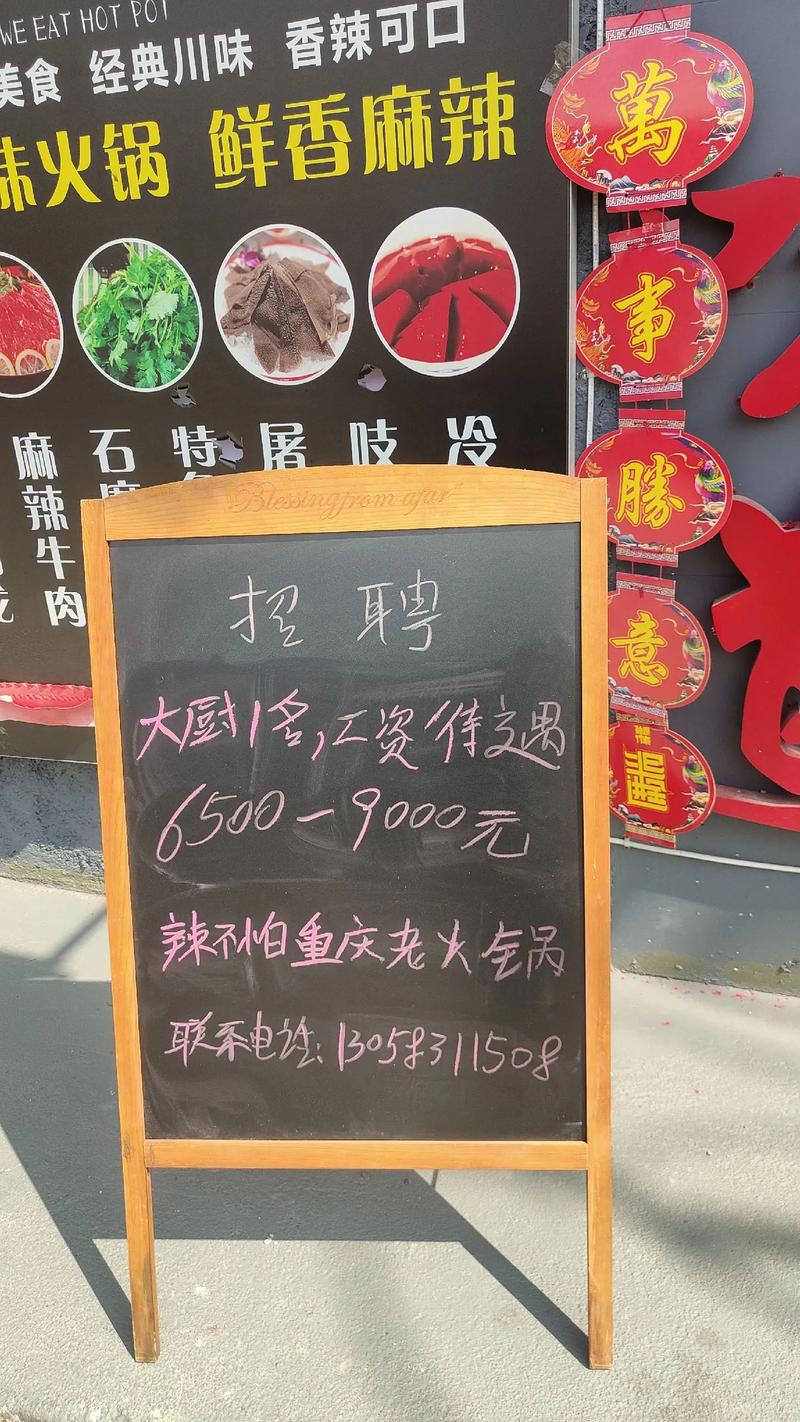 WE EAT HOT POT
美食 经典川味 香辣可口
味火锅 鲜香麻辣
麻辣牛肉
石
特
屠
吱
冷
萬
事
勝
意
Blessing from afar
招聘
大厨1名,工资待遇
6500-9000元
辣不怕重庆老火锅
联系电话:13058311508